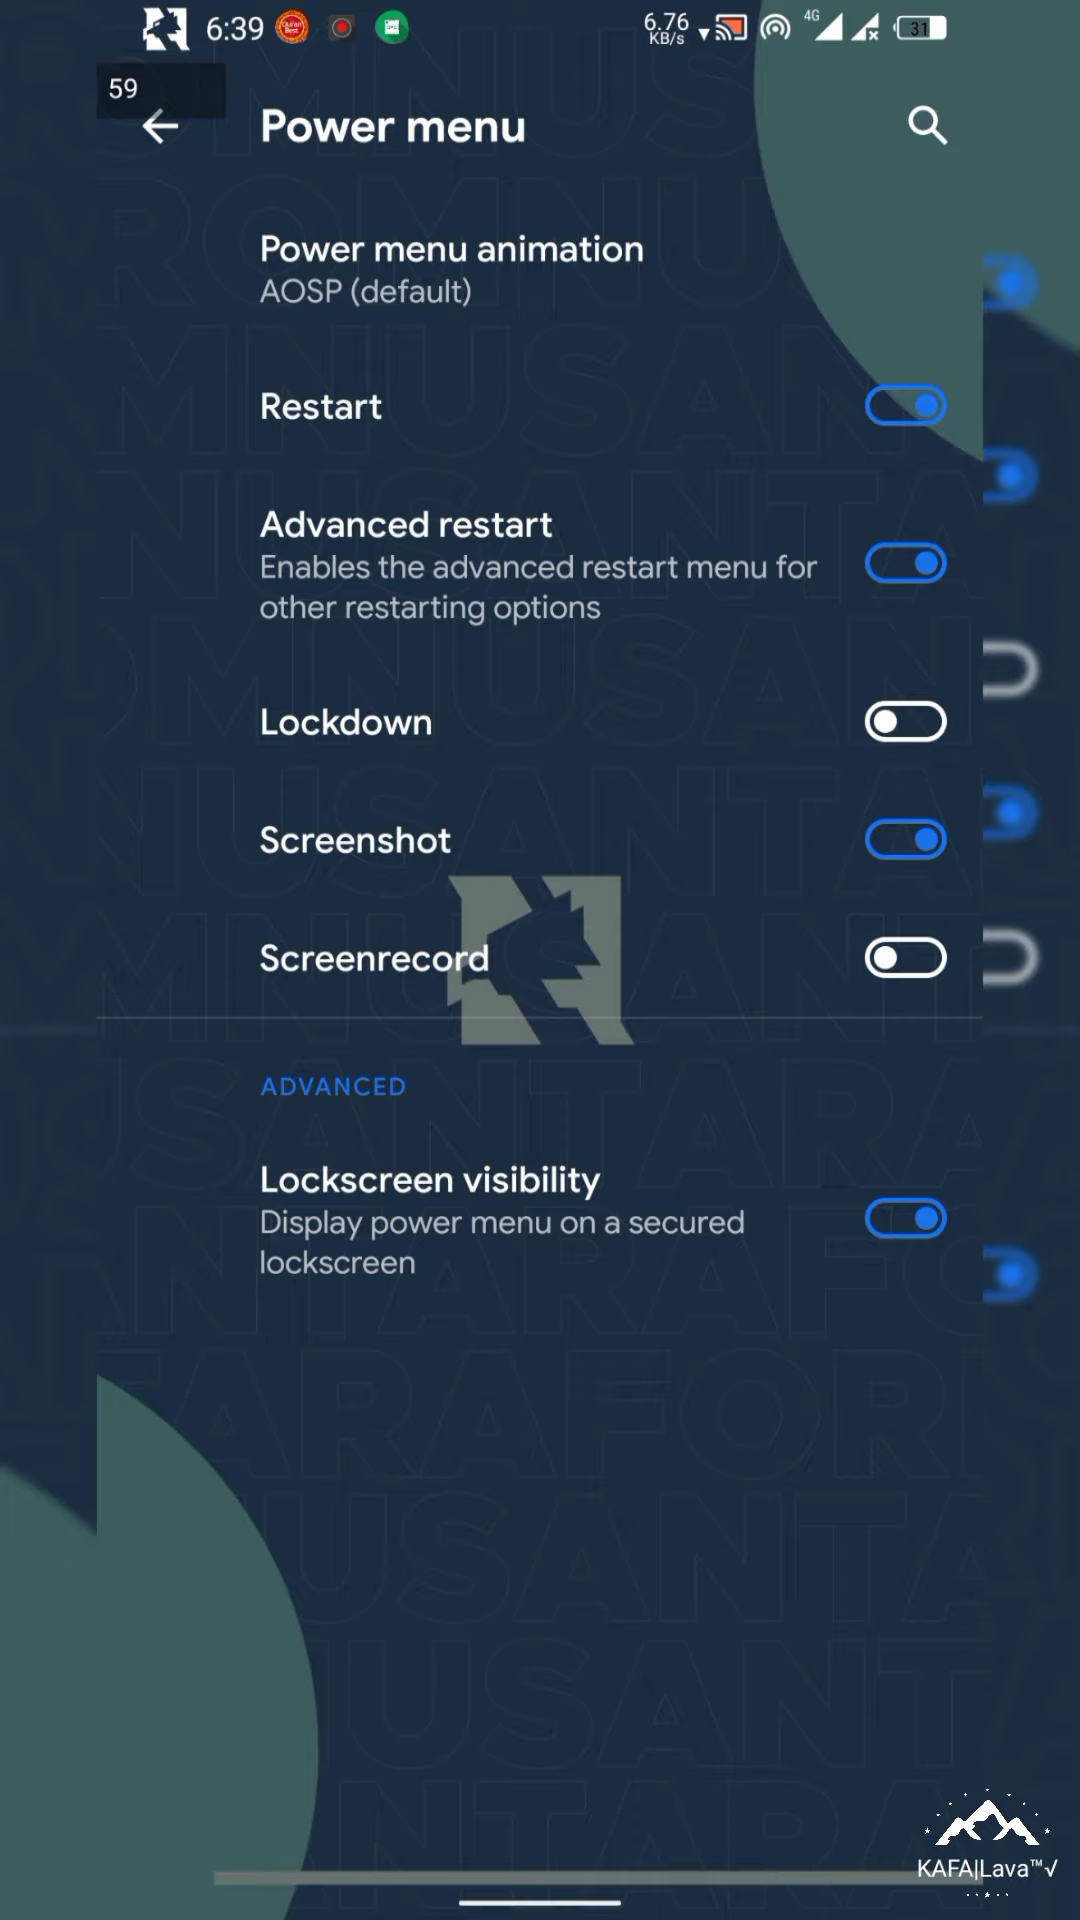 6:39
Quran Best
6.76
KB/s
4G
31
59
Power menu
Power menu animation
AOSP (default)
Restart
Advanced restart
Enables the advanced restart menu for
other restarting options
Lockdown
Screenshot
Screenrecord
ADVANCED
Lockscreen visibility
Display power menu on a secured
lockscreen
KAFA|Lava™√